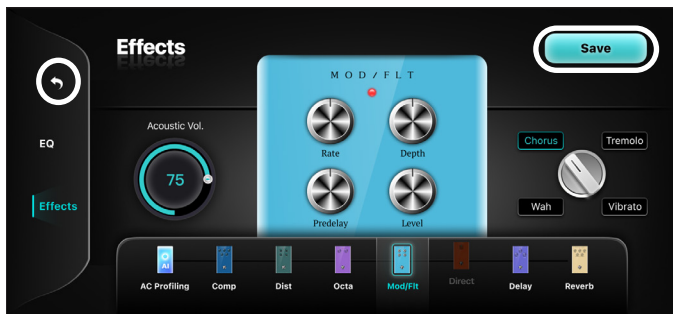 Effects
Save
MOD/FLT
Acoustic Vol.
75
EQ
Effects
Rate
Depth
Predelay
Level
Chorus
Tremolo
Wah
Vibrato
AI
AC Profiling
Comp
Dist
Octa
Mod/Flt
Direct
Delay
Reverb